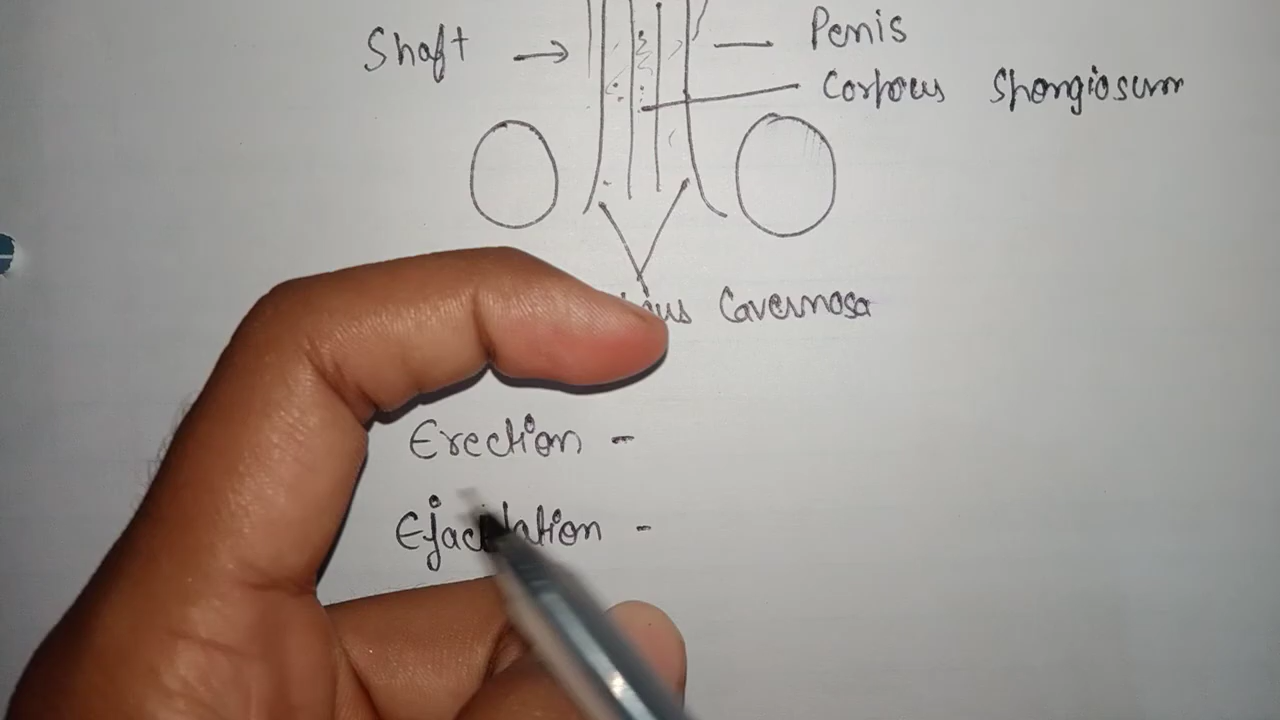 Shaft
Penis
Corpous Shongiosum
Cavernosa
Erection -
Ejaculation -